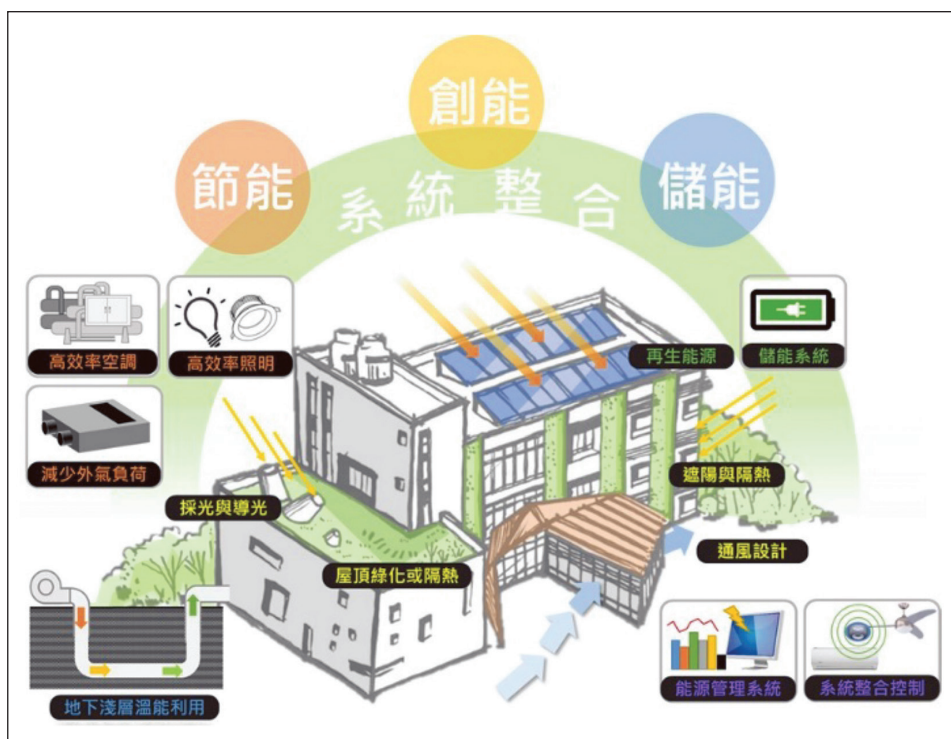 創能
節能
儲能
系統整合
高效率空調
高效率照明
再生能源
儲能系統
減少外氣負荷
遮陽與隔熱
採光與導光
通風設計
屋頂綠化或隔熱
能源管理系統
系統整合控制
地下淺層溫能利用